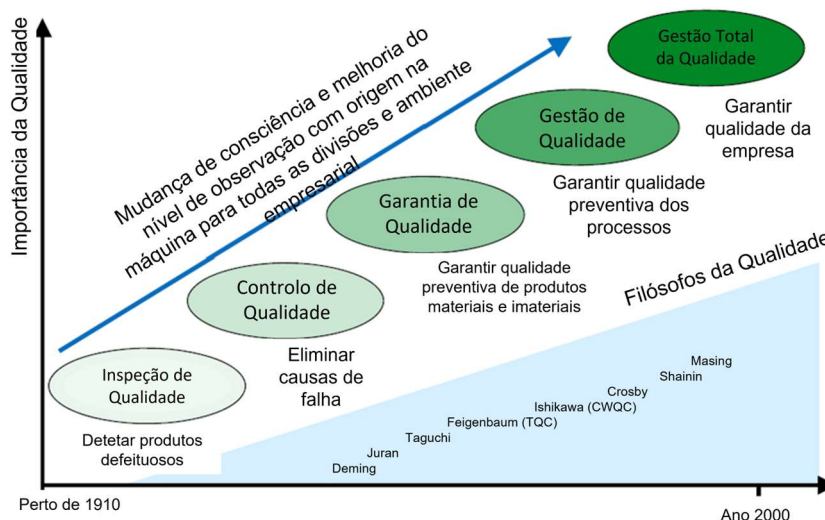 Importância da Qualidade
Mudança de consciência e melhoria do
nível de observação com origem na
máquina para todas as divisões e ambiente
empresarial
Gestão Total
da Qualidade
Garantir
qualidade da
empresa
Gestão de
Qualidade
Garantir qualidade
preventiva dos
processos
Garantia de
Qualidade
Garantir qualidade
preventiva de produtos
materiais e imateriais
Controlo de
Qualidade
Eliminar
causas de
falha
Inspeção de
Qualidade
Detetar produtos
defeituosos
Filósofos da Qualidade
Masing
Shainin
Crosby
Ishikawa (CWQC)
Feigenbaum (TQC)
Taguchi
Juran
Deming
Perto de 1910
Ano 2000